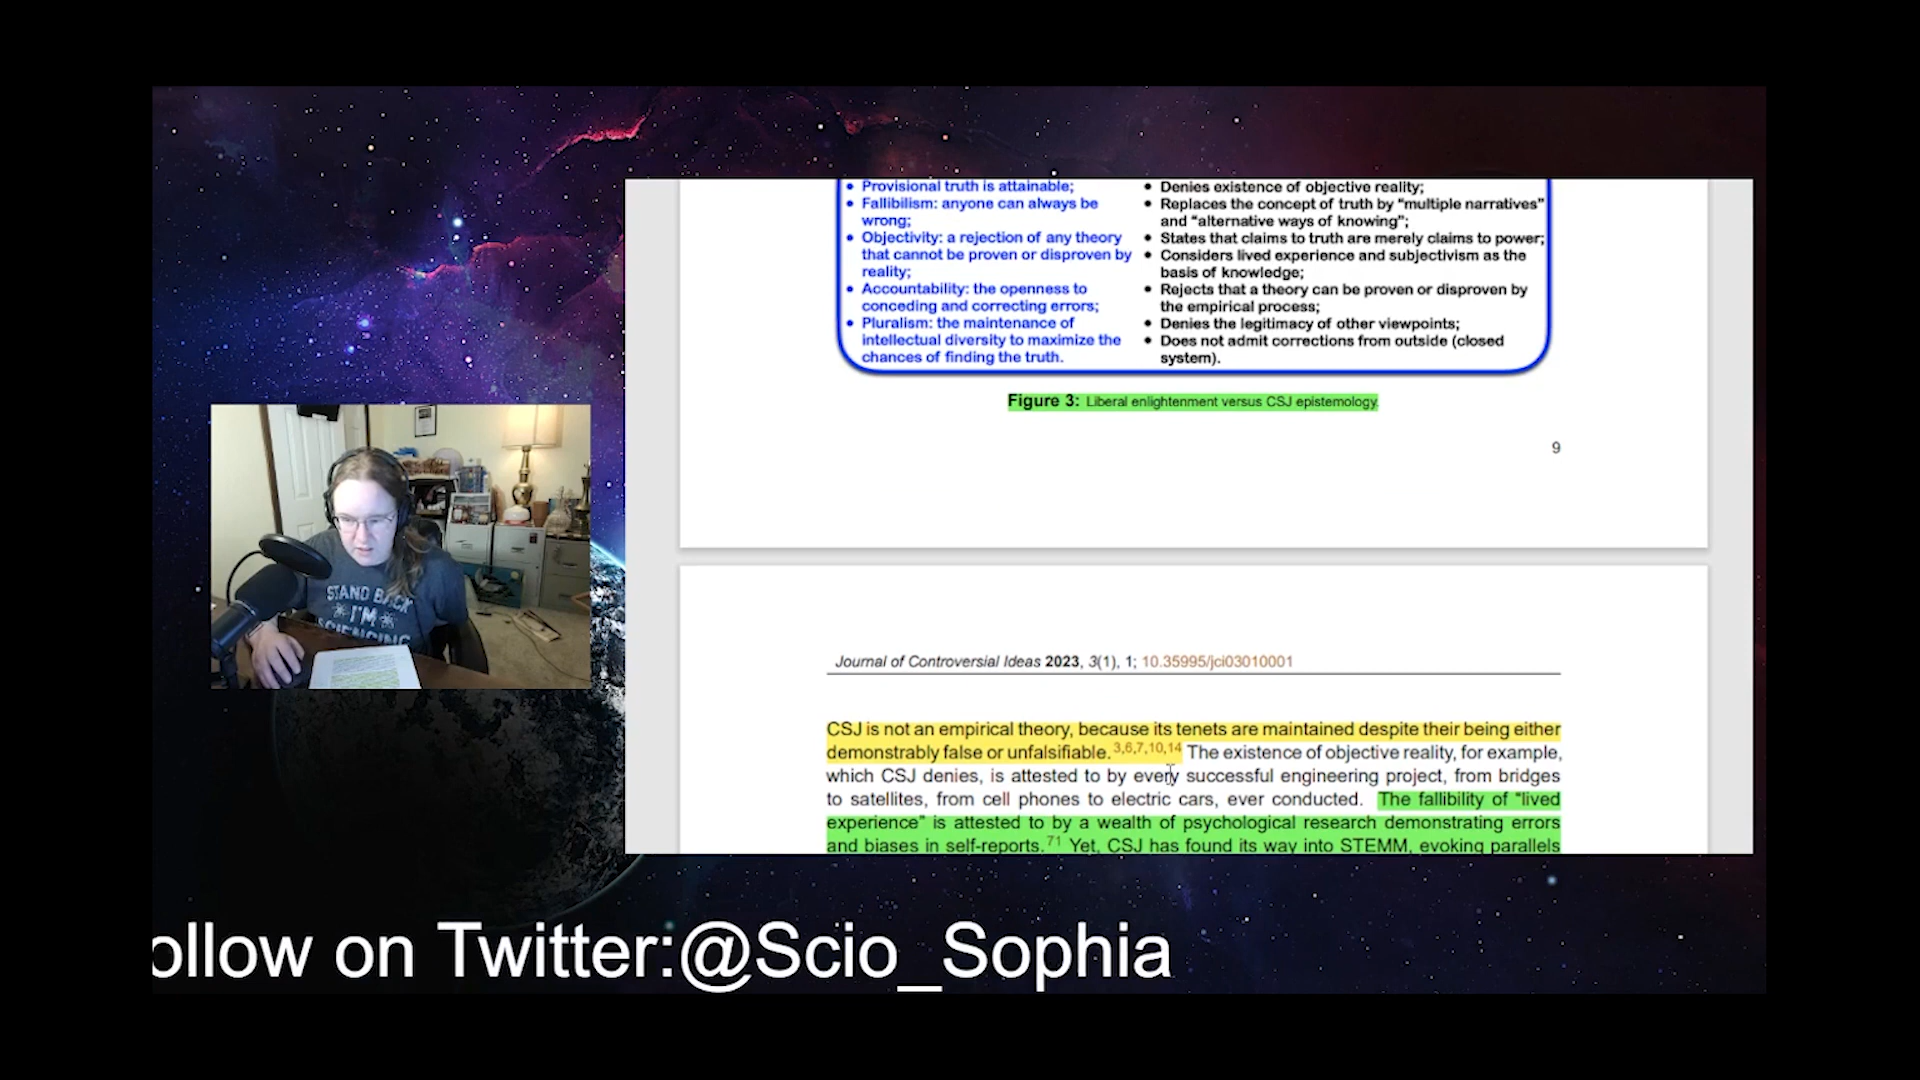 Provisional truth is attainable;
Fallibilism: anyone can always be
wrong;
Objectivity: a rejection of any theory
that cannot be proven or disproven by
reality;
Accountability: the openness to
conceding and correcting errors;
Pluralism: the maintenance of
intellectual diversity to maximize the
chances of finding the truth.
Denies existence of objective reality;
Replaces the concept of truth by “multiple narratives”
and “alternative ways of knowing”;
States that claims to truth are merely claims to power;
Considers lived experience and subjectivism as the
basis of knowledge;
Rejects that a theory can be proven or disproven by
the empirical process;
Denies the legitimacy of other viewpoints;
Does not admit corrections from outside (closed
system).
Figure 3: Liberal enlightenment versus CSJ epistemology.
9
STAND BACK
I'M
SCIENCING
Journal of Controversial Ideas 2023, 3(1), 1; 10.35995/jci03010001
CSJ is not an empirical theory, because its tenets are maintained despite their being either
demonstrably false or unfalsifiable.3,6,7,10,14 The existence of objective reality, for example,
which CSJ denies, is attested to by every successful engineering project, from bridges
to satellites, from cell phones to electric cars, ever conducted. The fallibility of “lived
experience” is attested to by a wealth of psychological research demonstrating errors
and biases in self-reports.71 Yet, CSJ has found its way into STEMM, evoking parallels
ollow on Twitter:@Scio_Sophia